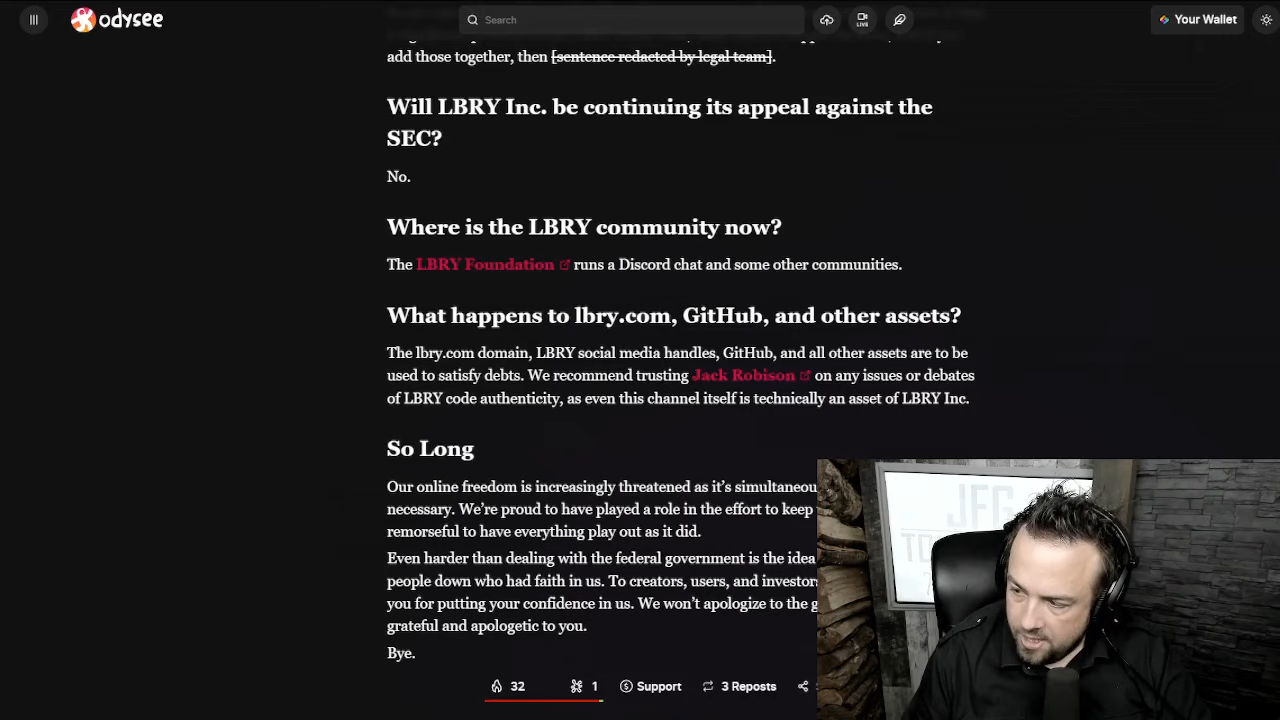 odysee
Search
LIVE
Your Wallet
add those together, then [sentence redacted by legal team].
Will LBRY Inc. be continuing its appeal against the
SEC?
No.
Where is the LBRY community now?
The LBRY Foundation runs a Discord chat and some other communities.
What happens to lbry.com, GitHub, and other assets?
The lbry.com domain, LBRY social media handles, GitHub, and all other assets are to be
used to satisfy debts. We recommend trusting Jack Robison on any issues or debates
of LBRY code authenticity, as even this channel itself is technically an asset of LBRY Inc.
So Long
Our online freedom is increasingly threatened as it's simultaneou
necessary. We're proud to have played a role in the effort to keep
remorseful to have everything play out as it did.
Even harder than dealing with the federal government is the idea
people down who had faith in us. To creators, users, and investors
you for putting your confidence in us. We won't apologize to the g
grateful and apologetic to you.
Bye.
32
1
Support
3 Reposts
JFG